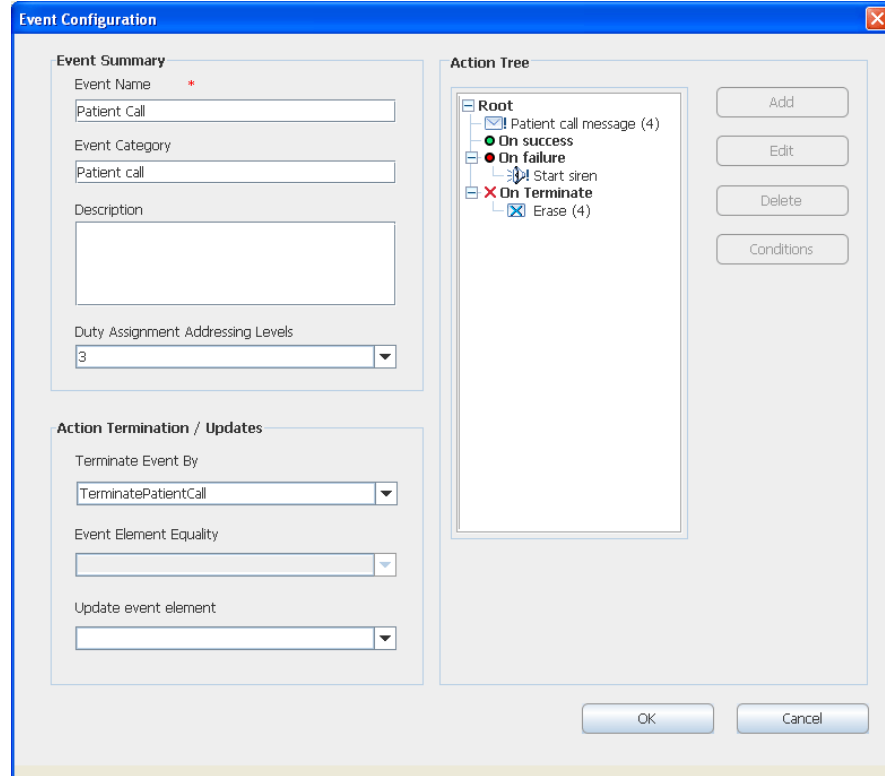 Event Configuration
Event Summary
Event Name *
Patient Call
Event Category
Patient call
Description
Duty Assignment Addressing Levels
3
Action Termination / Updates
Terminate Event By
TerminatePatientCall
Event Element Equality
Update event element
Action Tree
Root
Patient call message (4)
On success
On failure
Start siren
On Terminate
Erase (4)
Add
Edit
Delete
Conditions
OK
Cancel